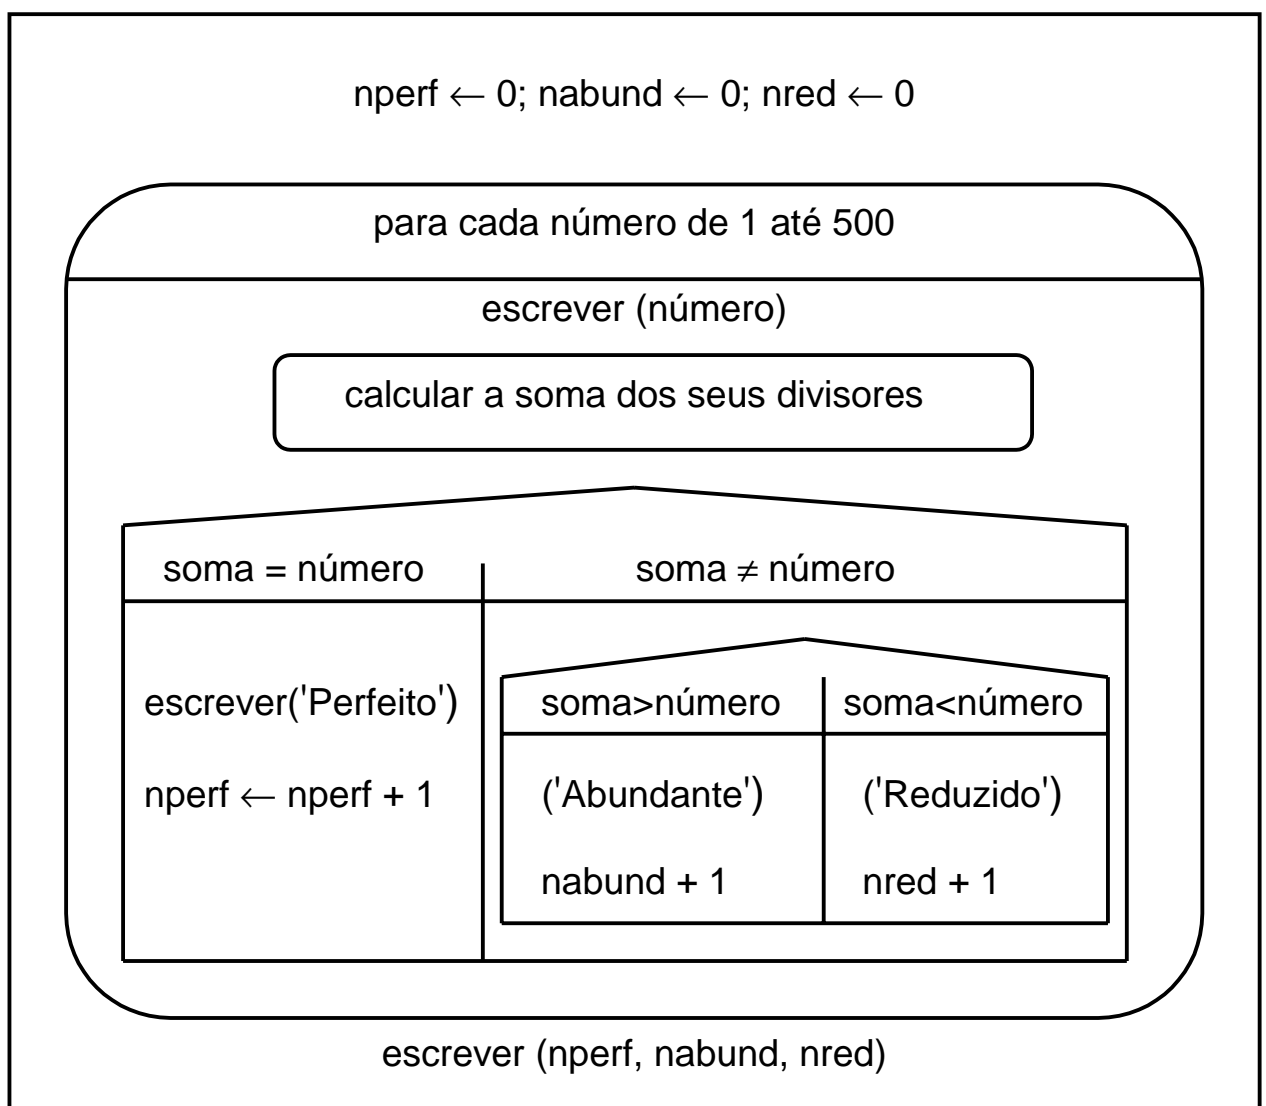 nperf ← 0; nabund ← 0; nred ← 0
para cada número de 1 até 500
escrever (número)
calcular a soma dos seus divisores
soma = número
soma ≠ número
escrever('Perfeito')
nperf ← nperf + 1
soma>número
soma<número
('Abundante')
('Reduzido')
nabund + 1
nred + 1
escrever (nperf, nabund, nred)